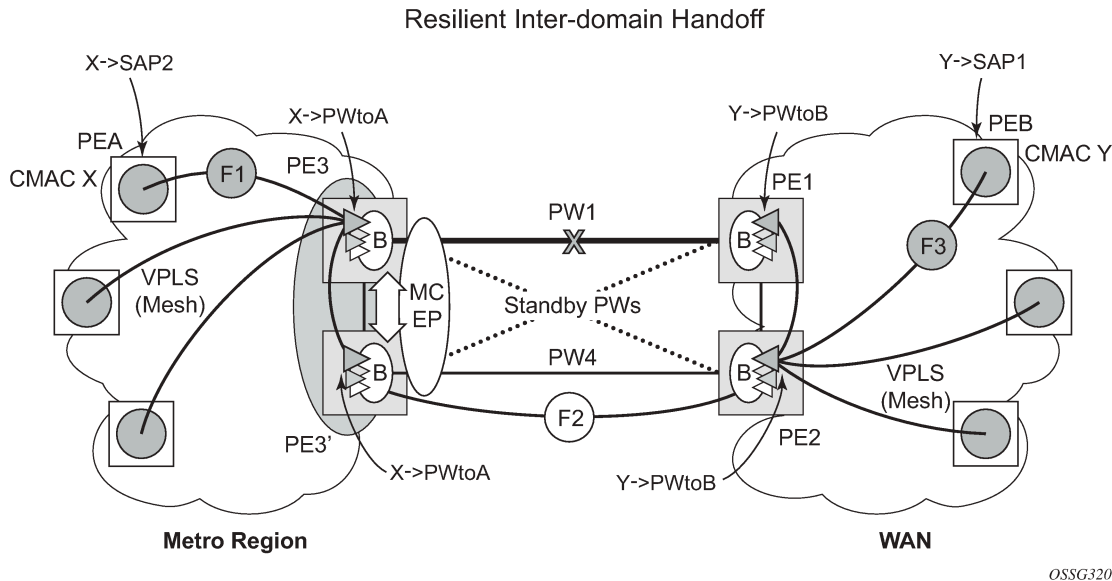 Resilient Inter-domain Handoff
X->SAP2
Y->SAP1
X->PWtoA
Y->PWtoB
PEA
PEB
CMAC X
F1
PE3
PE1
CMAC Y
PW1
B
B
X
F3
VPLS
(Mesh)
MC
EP
Standby PWs
PW4
B
B
VPLS
(Mesh)
F2
PE3’
PE2
X->PWtoA
Y->PWtoB
Metro Region
WAN
OSSG320